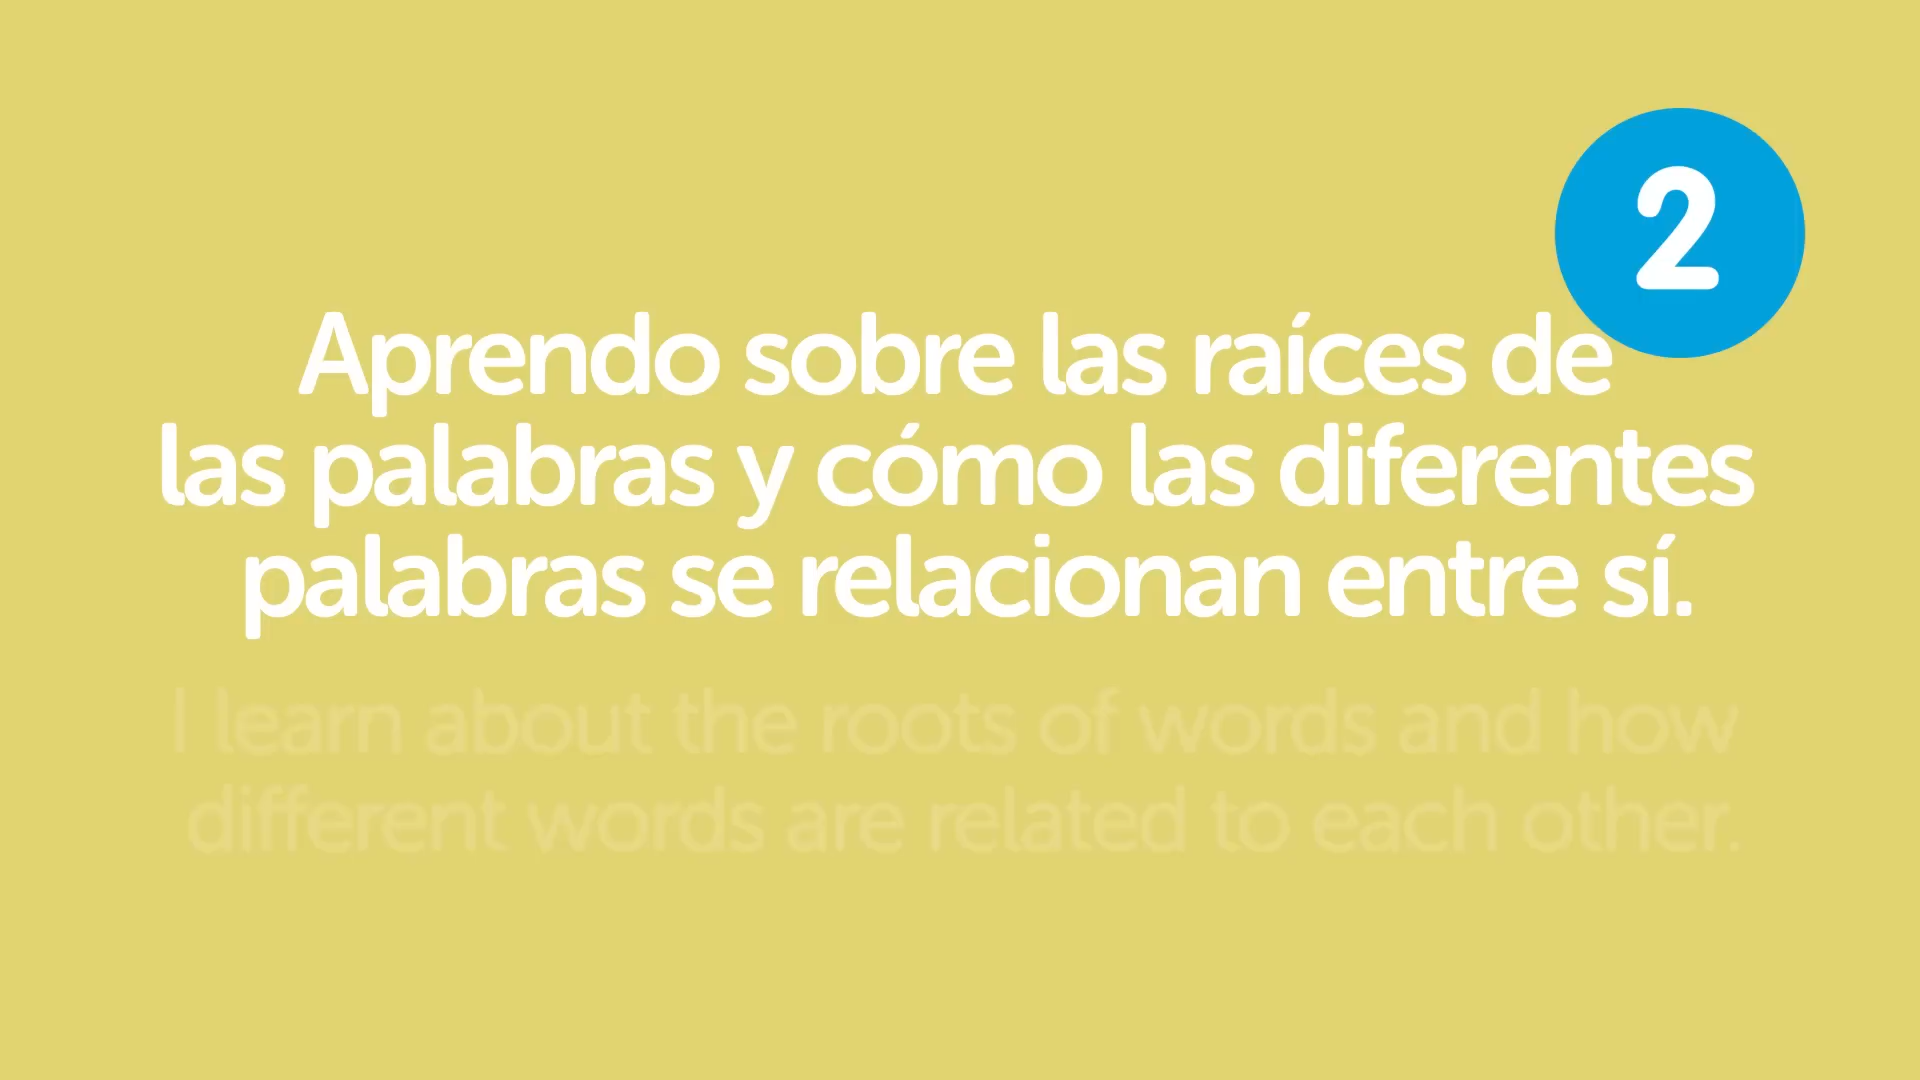 2
Aprendo sobre las raíces de
las palabras y cómo las diferentes
palabras se relacionan entre sí.
I learn about the roots of words and how
different words are related to each other.